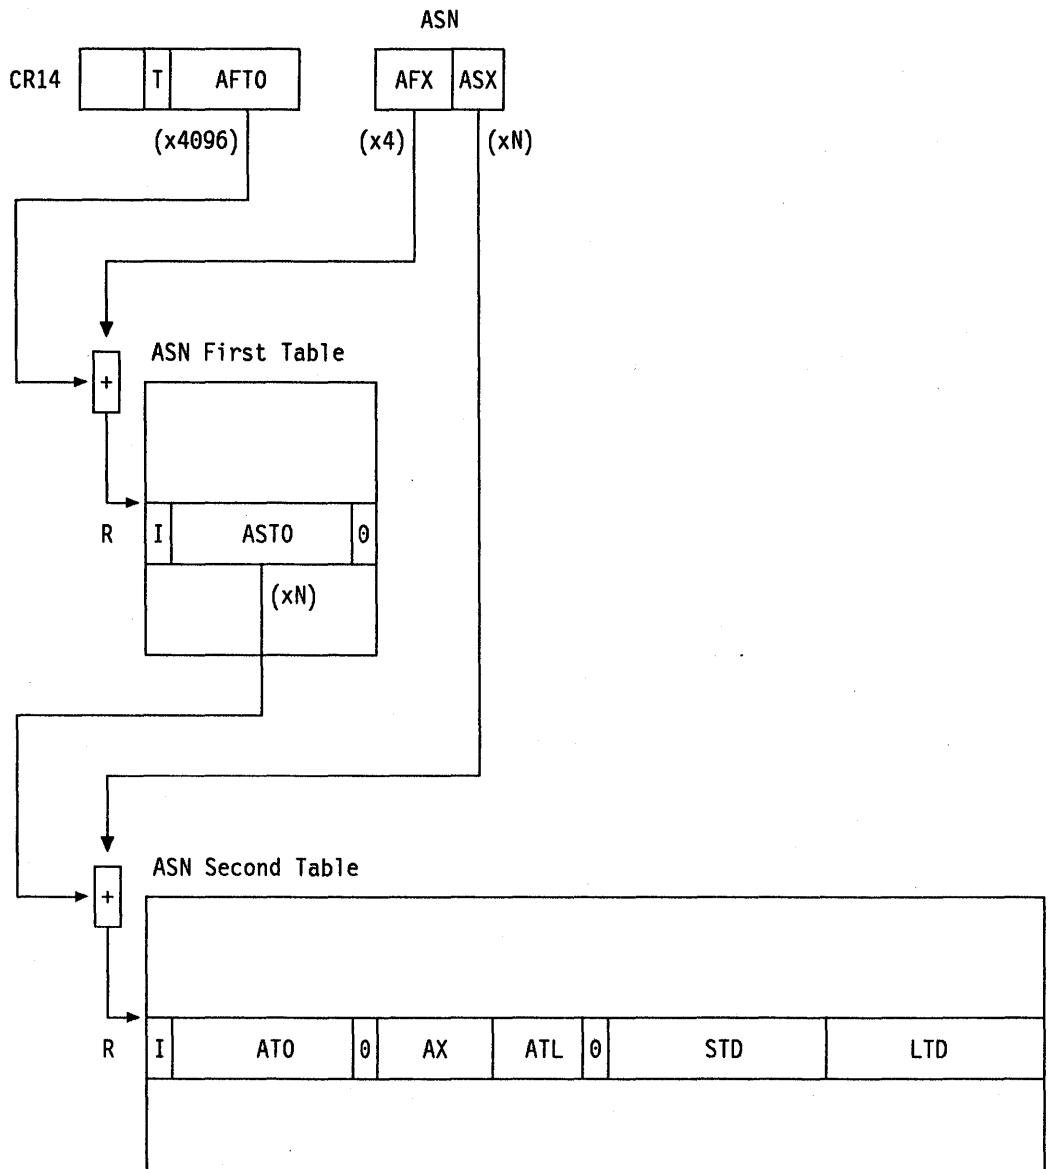 ASN
CR14 T AFTO AFX ASX
(x4096) (x4) (xN)
ASN First Table
+
R I ASTO 0
(xN)
ASN Second Table
+
R I ATO 0 AX ATL 0 STD LTD